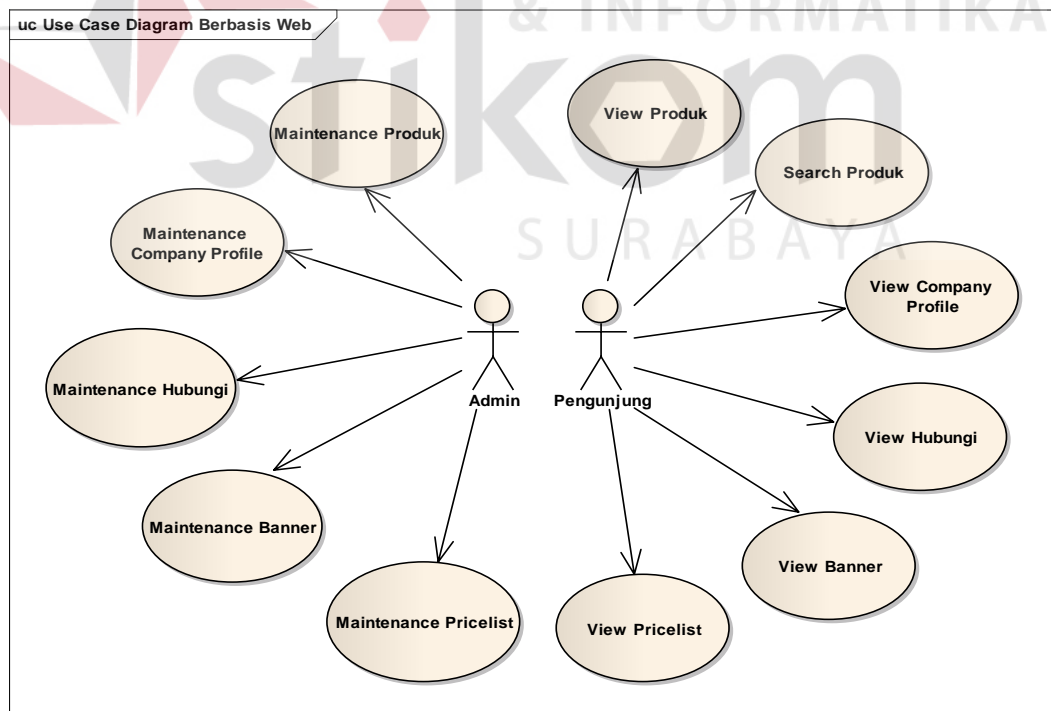 & INFORMATIKA
uc Use Case Diagram Berbasis Web
stikom
SURABAYA
Maintenance Produk
View Produk
Search Produk
Maintenance
Company Profile
View Company
Profile
Maintenance Hubungi
Admin
Pengunjung
View Hubungi
Maintenance Banner
View Banner
Maintenance Pricelist
View Pricelist